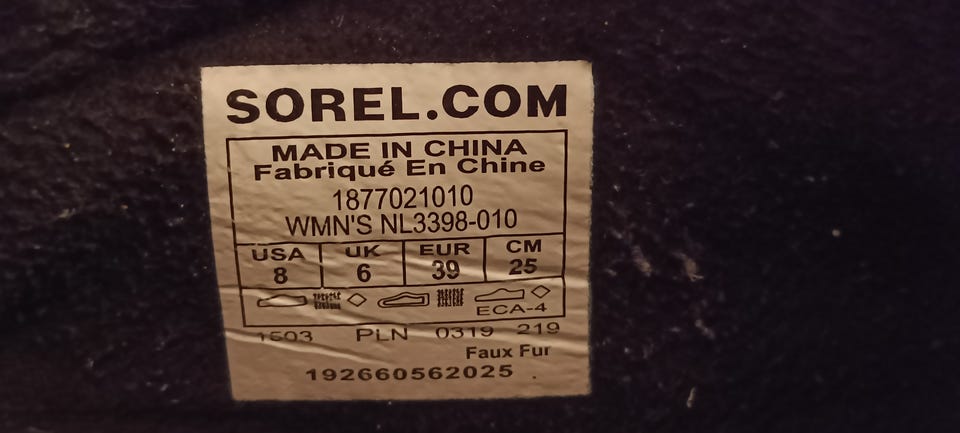 SOREL.COM
MADE IN CHINA
Fabriqué En Chine
1877021010
WMN'S NL3398-010
USA UK EUR CM
8 6 39 25
ECA-4
1503 PLN 0319 219
Faux Fur
192660562025